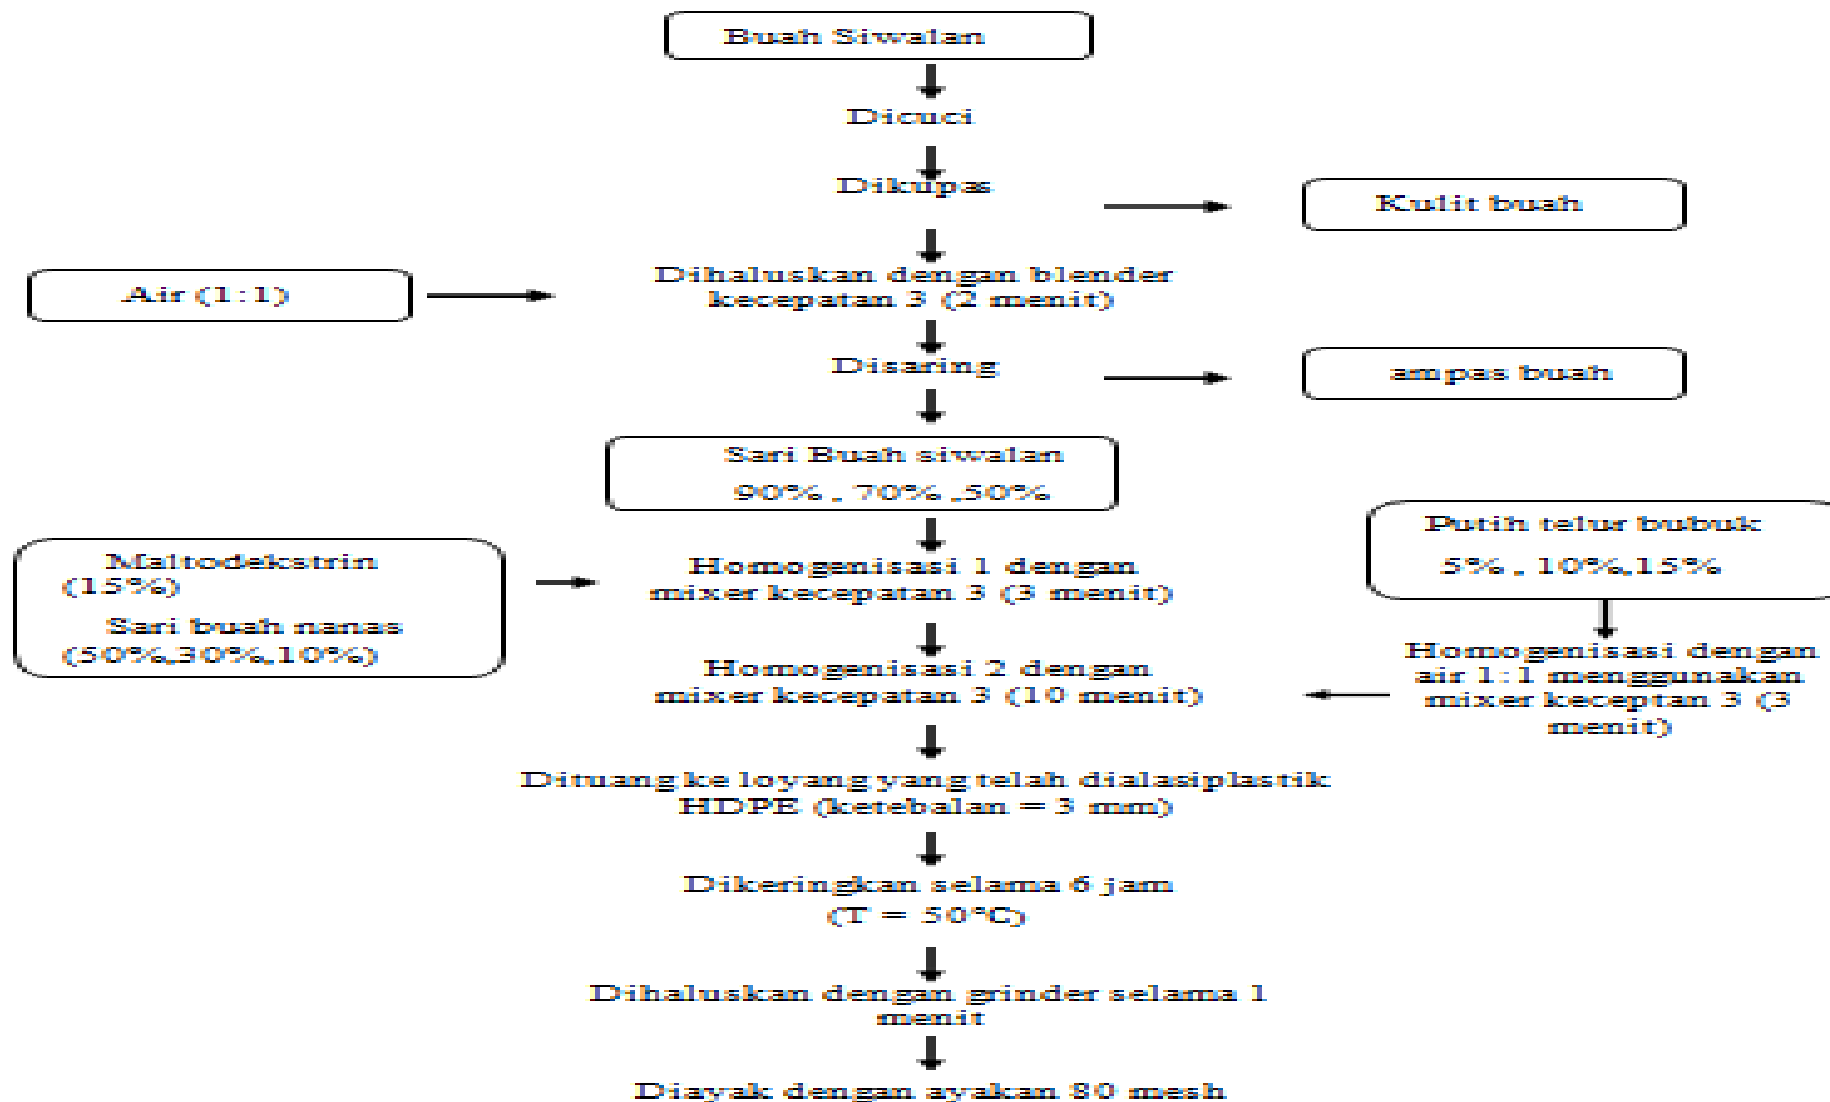 Buah Siwalan
Dicuci
Dikupas
Kulit buah
Air (1:1)
Dihaluskan dengan blender
kecepatan 3 (2 menit)
Disaring
ampas buah
Sari Buah siwalan
90% , 70% ,50%
Maltodekstrin
(15%)
Sari buah nanas
(50%,30%,10%)
Homogenisasi 1 dengan
mixer kecepatan 3 (3 menit)
Putih telur bubuk
5% , 10%,15%
Homogenisasi dengan
air 1:1 menggunakan
mixer keceptan 3 (3
menit)
Homogenisasi 2 dengan
mixer kecepatan 3 (10 menit)
Dituang ke loyang yang telah dialasiplastik
HDPE (ketebalan = 3 mm)
Dikeringkan selama 6 jam
(T = 50°C)
Dihaluskan dengan grinder selama 1
menit
Diayak dengan ayakan 80 mesh